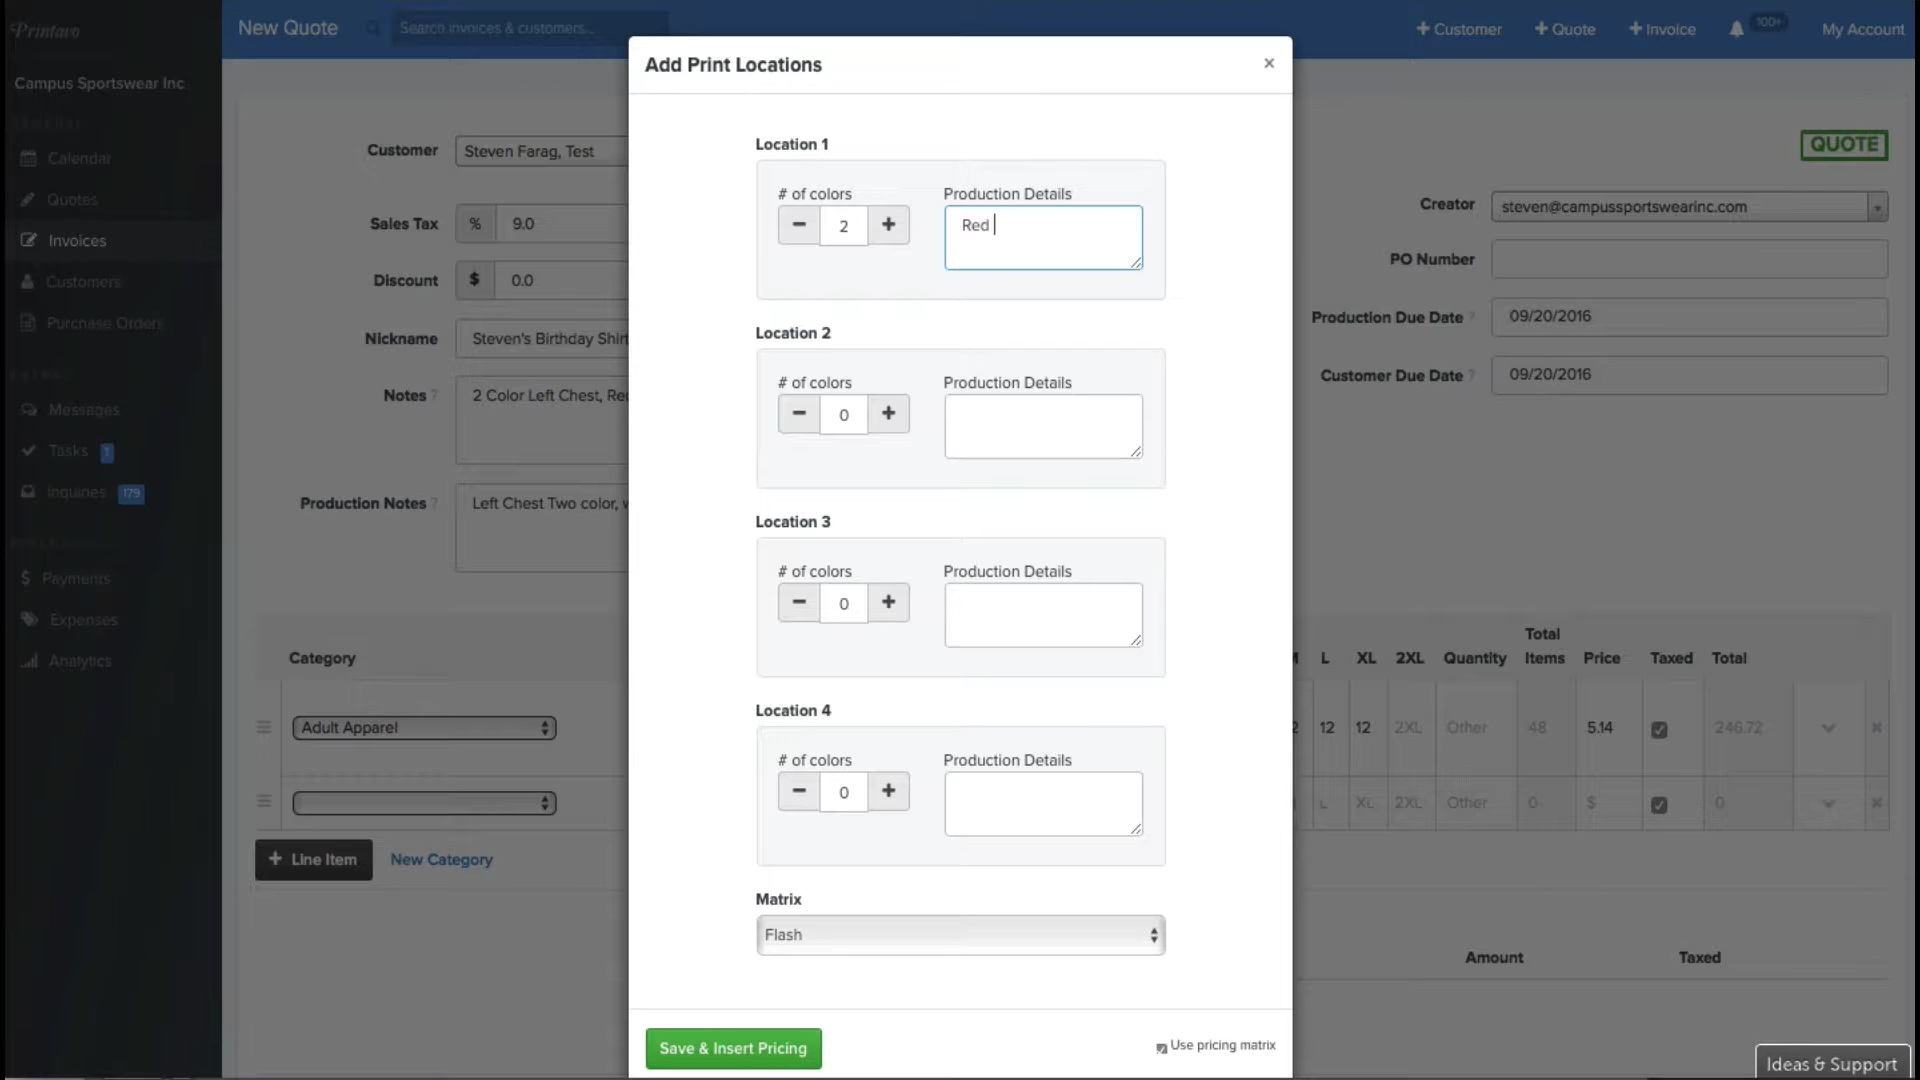 Printavo
New Quote
Search invoices & customers...
Customer
Quote
Invoice
100+
My Account
Campus Sportswear Inc
GENERAL
Calendar
Quotes
Invoices
Customers
Purchase Orders
Messages
Tasks 1
Inquiries 179
$ Payments
Expenses
Analytics
Customer Steven Farag, Test
Sales Tax % 9.0
Discount $ 0.0
Nickname Steven's Birthday Shirt
Notes ? 2 Color Left Chest,
Production Notes ? Left Chest Two color,
Category
Adult Apparel
+ Line Item New Category
Add Print Locations ×
Location 1
# of colors Production Details
− 2 + Red
Location 2
# of colors Production Details
− 0 +
Location 3
# of colors Production Details
− 0 +
Location 4
# of colors Production Details
− 0 +
Matrix
Flash
Save & Insert Pricing Use pricing matrix
QUOTE
Creator steven@campussportswearinc.com
PO Number
Production Due Date ? 09/20/2016
Customer Due Date ? 09/20/2016
L XL 2XL Quantity Total Items Price Taxed Total
2 12 12 2XL Other 48 5.14 246.72
L XL 2XL Other 0 $ 0
Amount Taxed
Ideas & Support